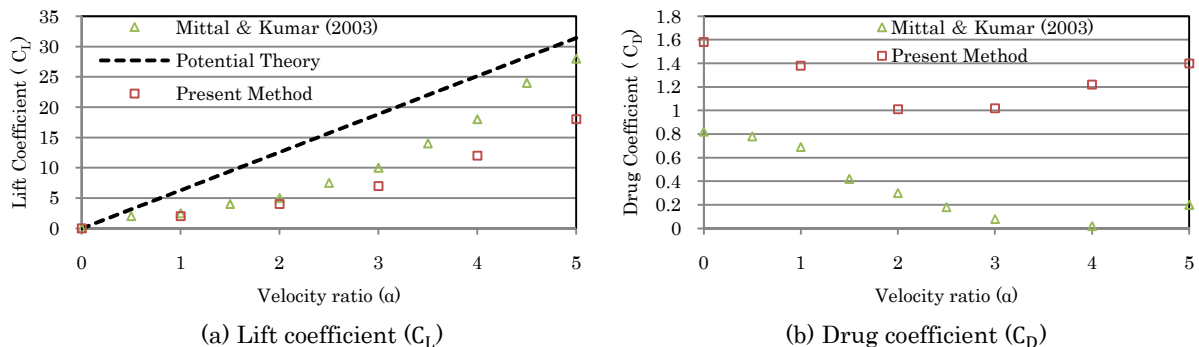 35
30
25
20
15
10
5
0
Lift Coefficient ( C_L)
Mittal & Kumar (2003)
Potential Theory
Present Method
0 1 2 3 4 5
Velocity ratio (α)
(a) Lift coefficient (C_L)
1.8
1.6
1.4
1.2
1
0.8
0.6
0.4
0.2
0
Drug Coefficient ( C_D)
Mittal & Kumar (2003)
Present Method
0 1 2 3 4 5
Velocity ratio (α)
(b) Drug coefficient (C_D)